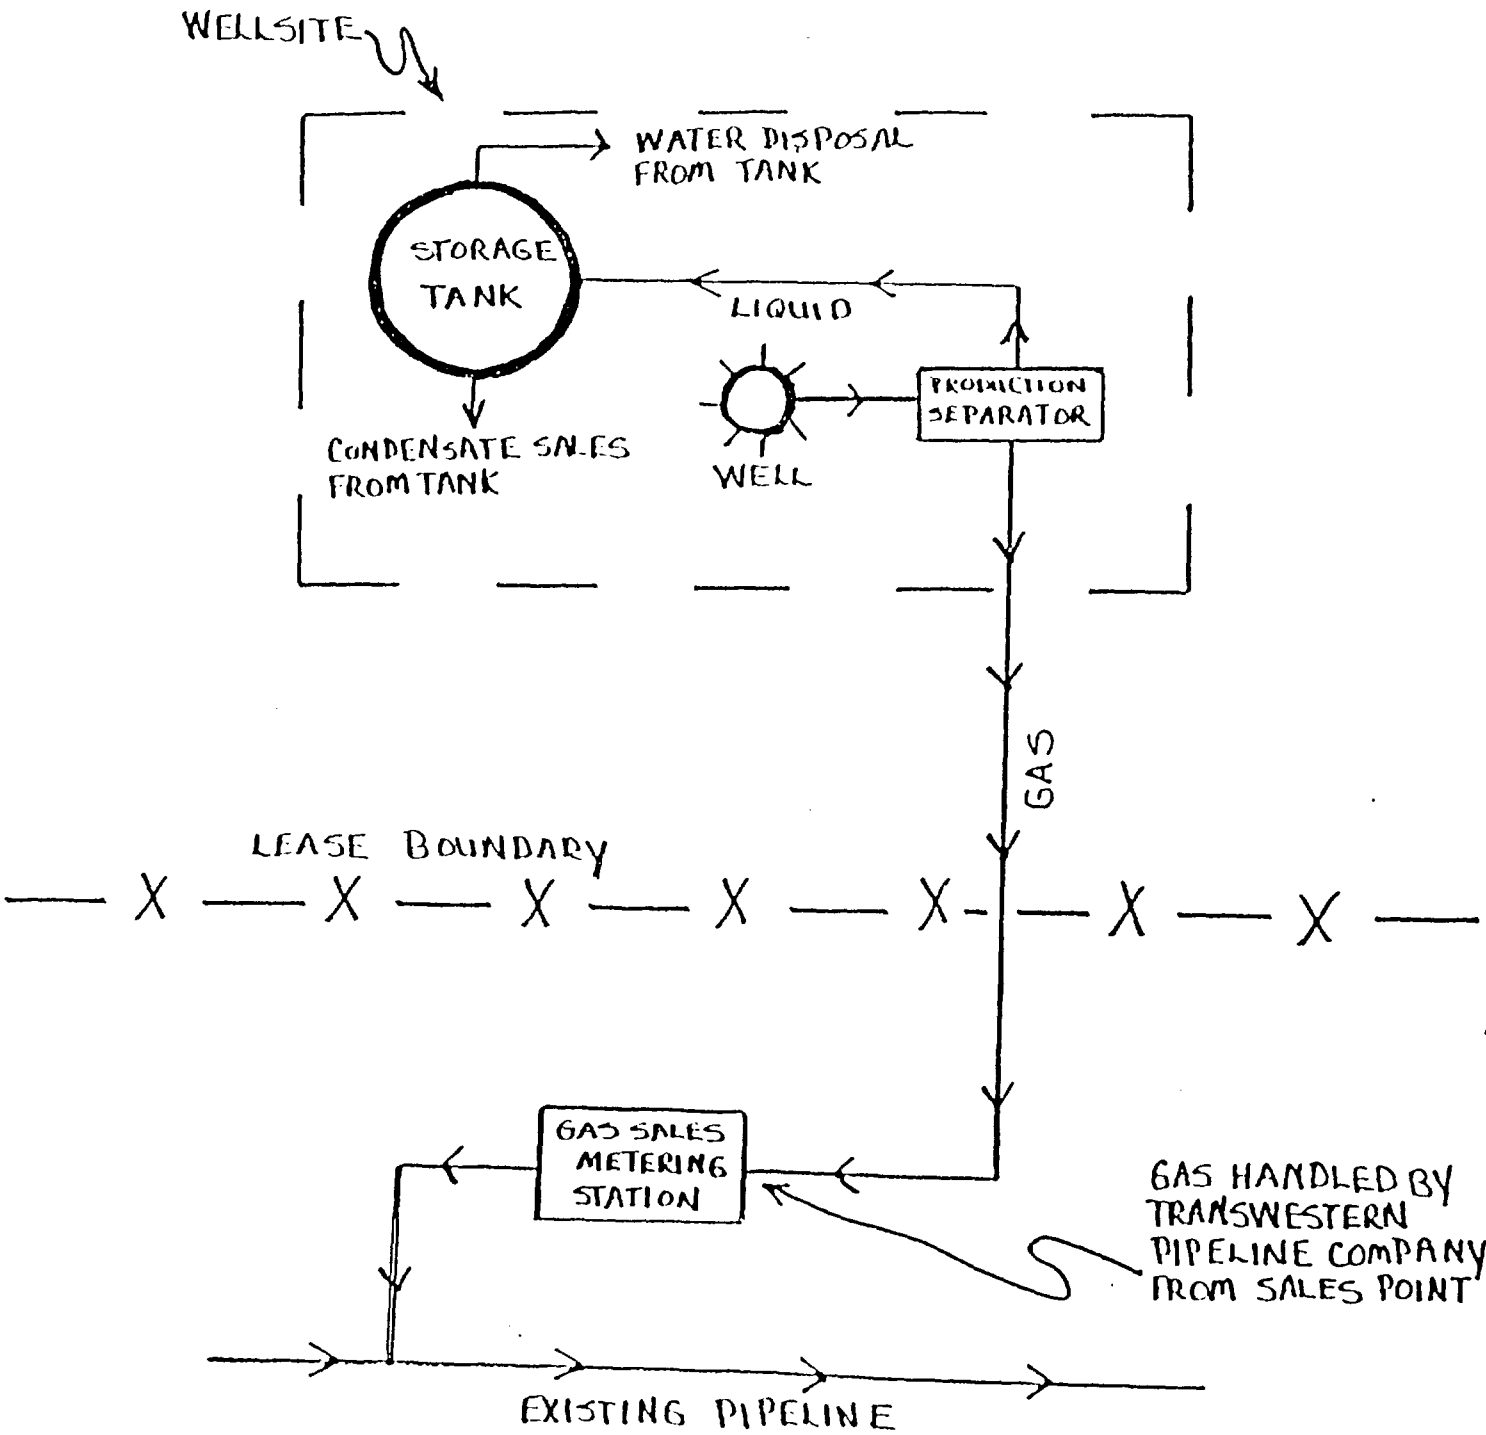 WELLSITE
WATER DISPOSAL
FROM TANK
STORAGE
TANK
LIQUID
PRODUCTION
SEPARATOR
CONDENSATE SALES
FROM TANK
WELL
GAS
LEASE BOUNDARY
X X X X X X X
GAS SALES
METERING
STATION
GAS HANDLED BY
TRANSWESTERN
PIPELINE COMPANY
FROM SALES POINT
EXISTING PIPELINE